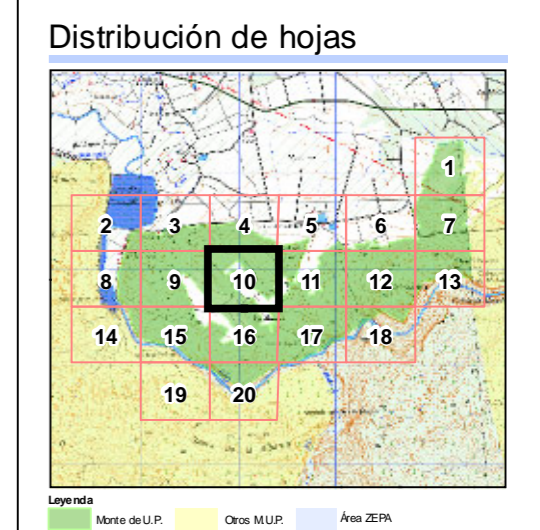 Distribución de hojas
1
2 3 4 5 6 7
8 9 10 11 12 13
14 15 16 17 18
19 20
Leyenda
Monte de U.P. Otros M.U.P. Área ZEPA